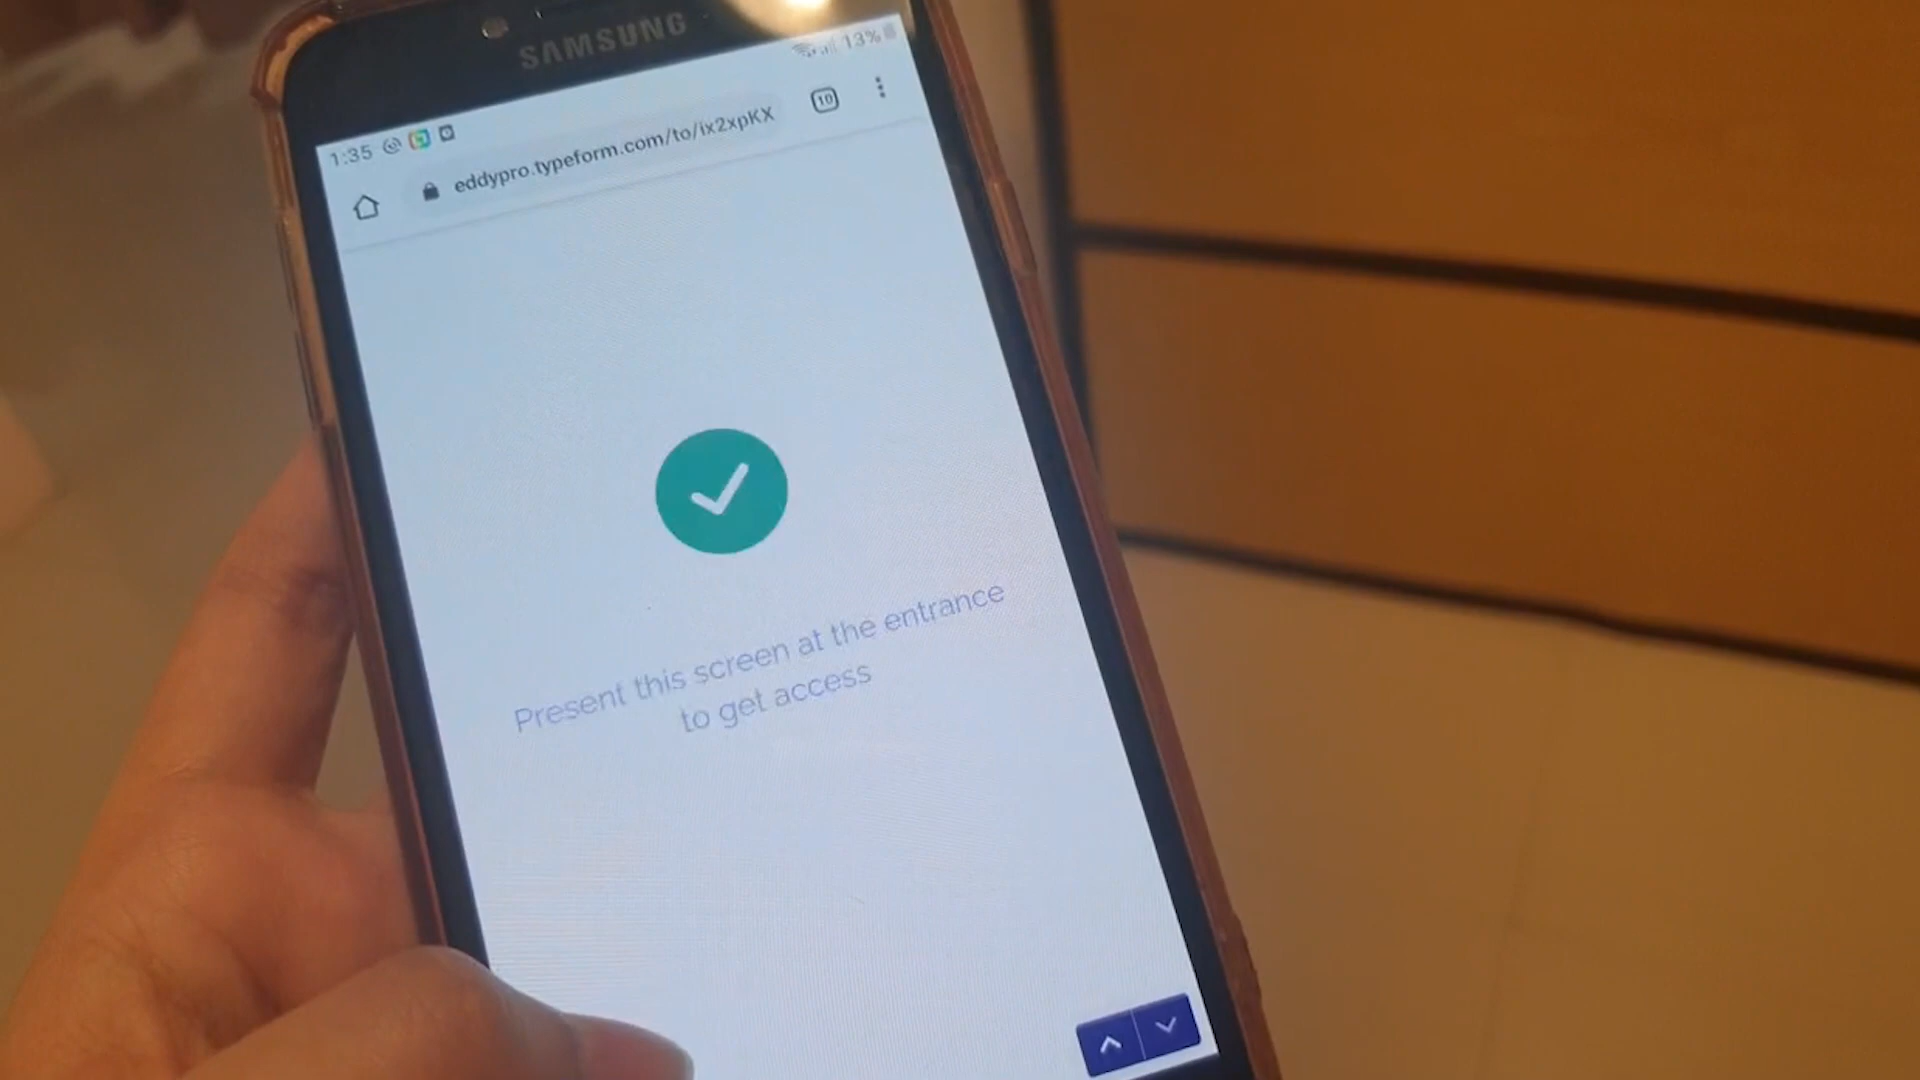 SAMSUNG
1:35 13%
eddypro.typeform.com/to/ix2xpKX 10
Present this screen at the entrance
to get access